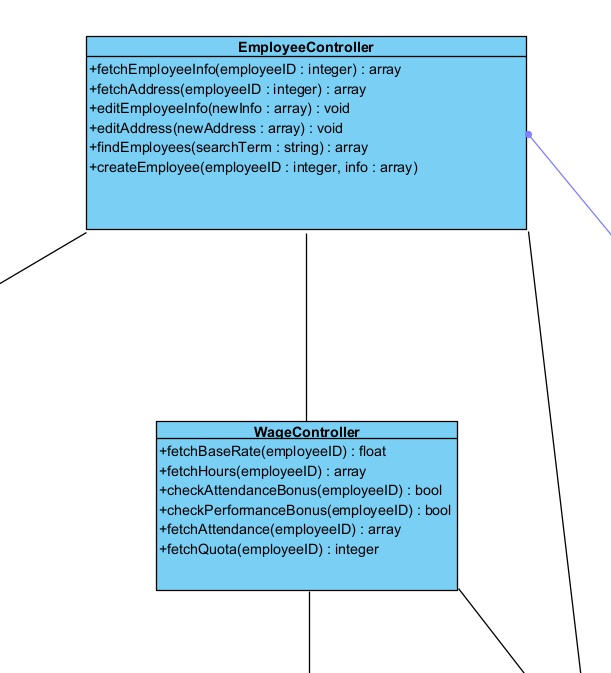 EmployeeController
+fetchEmployeeInfo(employeeID : integer) : array
+fetchAddress(employeeID : integer) : array
+editEmployeeInfo(newInfo : array) : void
+editAddress(newAddress : array) : void
+findEmployees(searchTerm : string) : array
+createEmployee(employeeID : integer, info : array)
WageController
+fetchBaseRate(employeeID) : float
+fetchHours(employeeID) : array
+checkAttendanceBonus(employeeID) : bool
+checkPerformanceBonus(employeeID) : bool
+fetchAttendance(employeeID) : array
+fetchQuota(employeeID) : integer